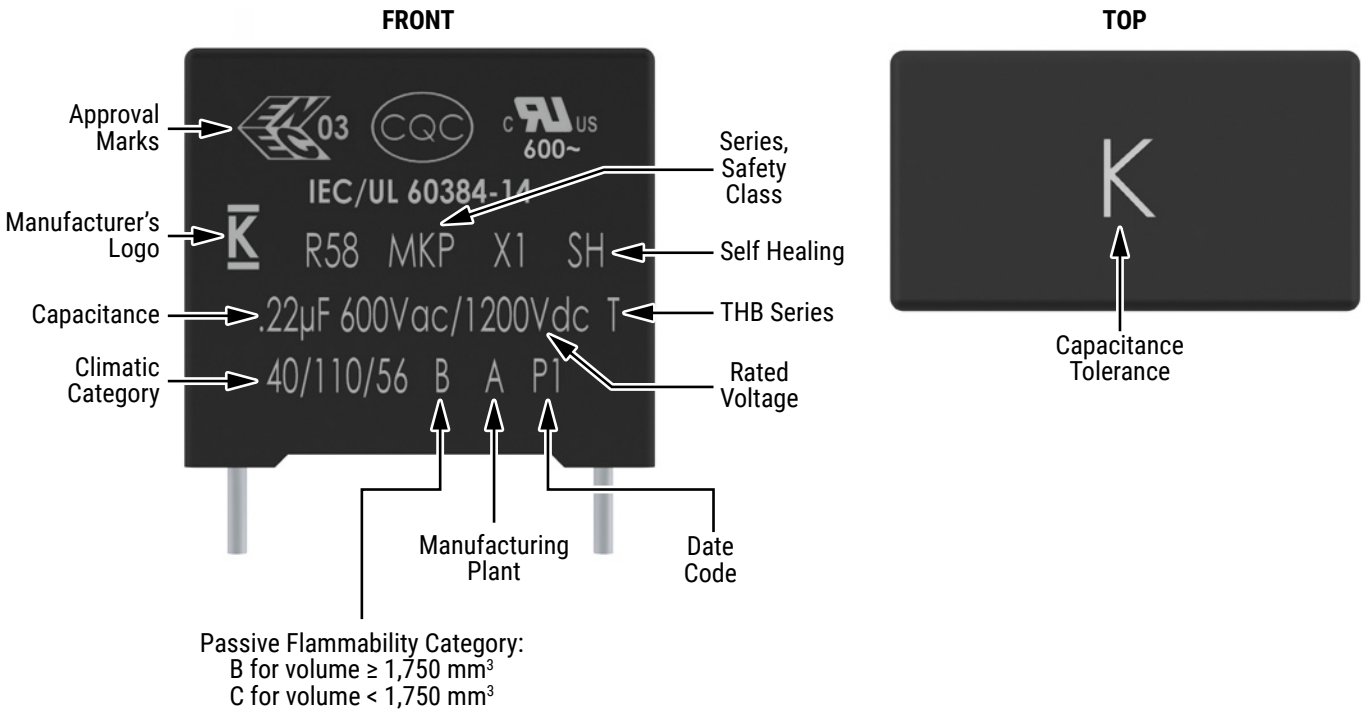 FRONT
TOP
Approval
Marks
ENEC 03
CQC
C RU US
600~
IEC/UL 60384-14
Series,
Safety
Class
Manufacturer's
Logo
K
R58 MKP X1 SH
Self Healing
K
Capacitance
.22µF 600Vac/1200Vdc T
THB Series
Capacitance
Tolerance
Climatic
Category
40/110/56 B A P1
Rated
Voltage
Manufacturing
Plant
Date
Code
Passive Flammability Category:
B for volume ≥ 1,750 mm³
C for volume < 1,750 mm³